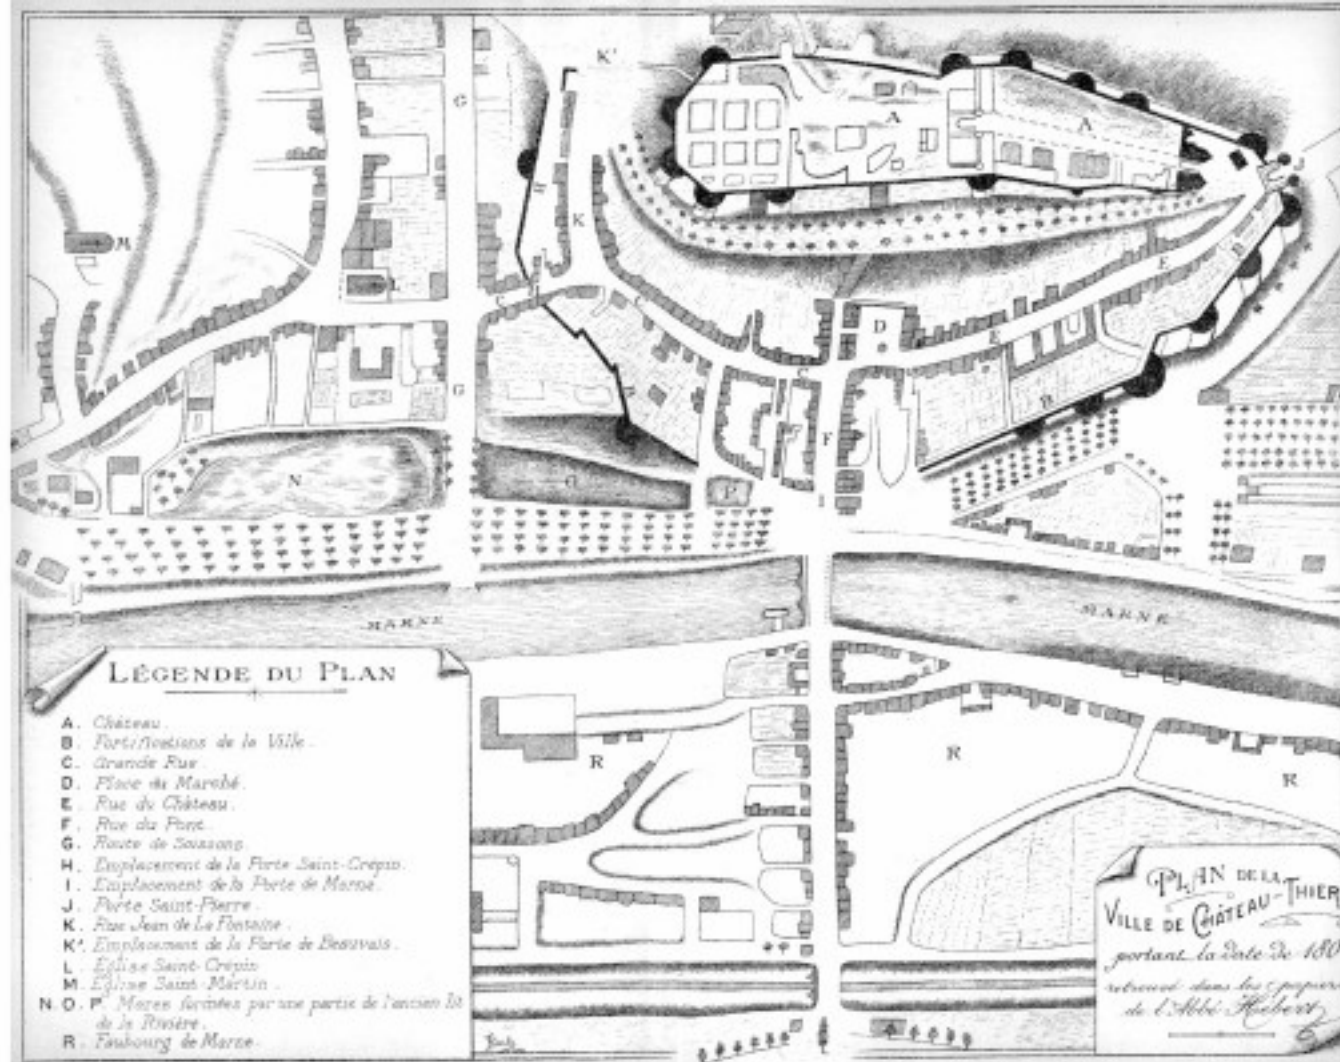 K'
G
A
A
K
M
L
E
C
C
D
E
C
G
B
F
N
P
I
MARNE
MARNE
LÉGENDE DU PLAN
A. Château.
B. Fortifications de la Ville.
C. Grande Rue.
D. Place du Marché.
E. Rue du Château.
F. Rue du Pont.
G. Route de Soissons.
H. Emplacement de la Porte Saint-Crépin.
I. Emplacement de la Porte de Marne.
J. Porte Saint-Pierre.
K. Rue Jean de La Fontaine.
K'. Emplacement de la Porte de Beauvais.
L. Eglise Saint-Crépin
M. Eglise Saint-Martin.
N. O. P. Mares formées par une partie de l'ancien lit
de la Rivière.
R. Faubourg de Marne.
R
R
R
PLAN DE LA
VILLE DE CHÂTEAU-THIER
portant la date de 180
retrouvé dans les papiers
de l'Abbé Hébert